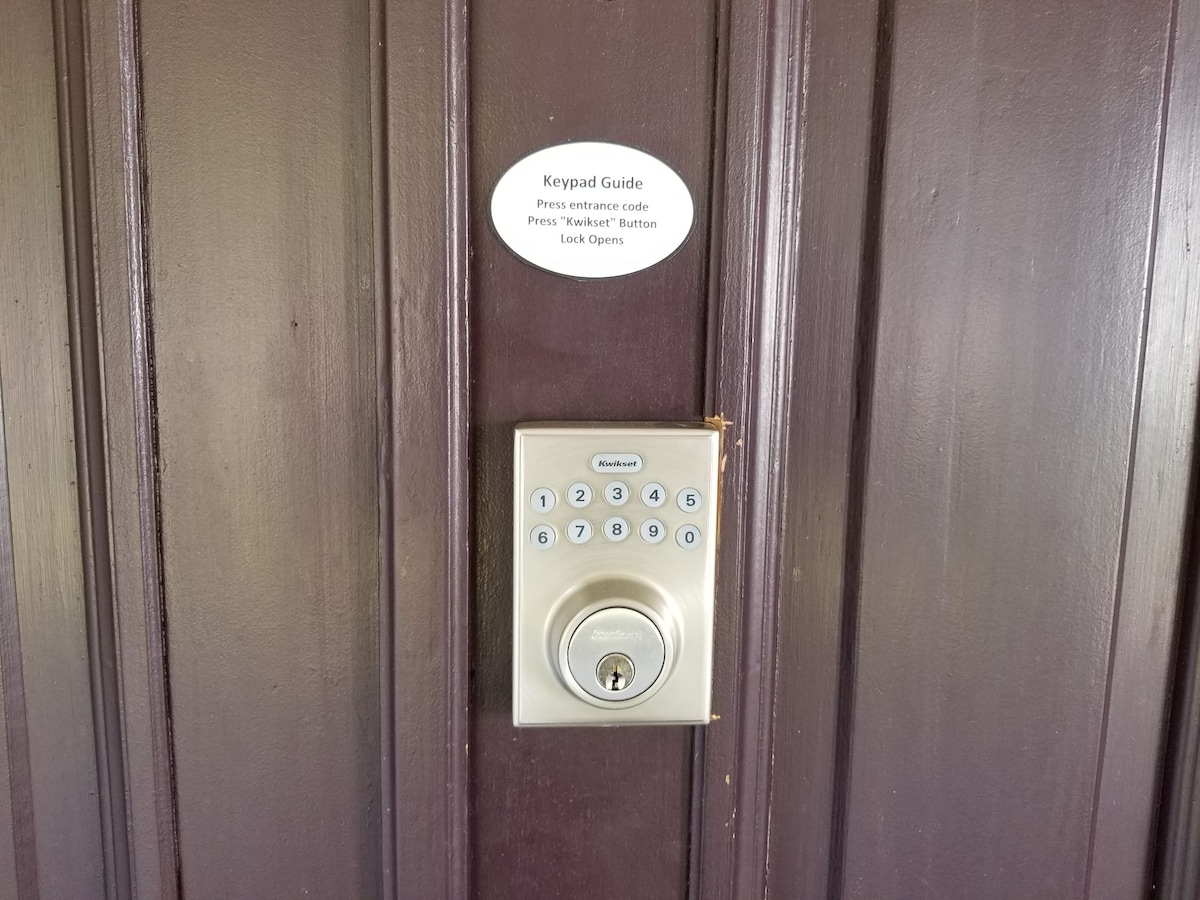 Keypad Guide
Press entrance code
Press "Kwikset" Button
Lock Opens
Kwikset
1 2 3 4 5
6 7 8 9 0